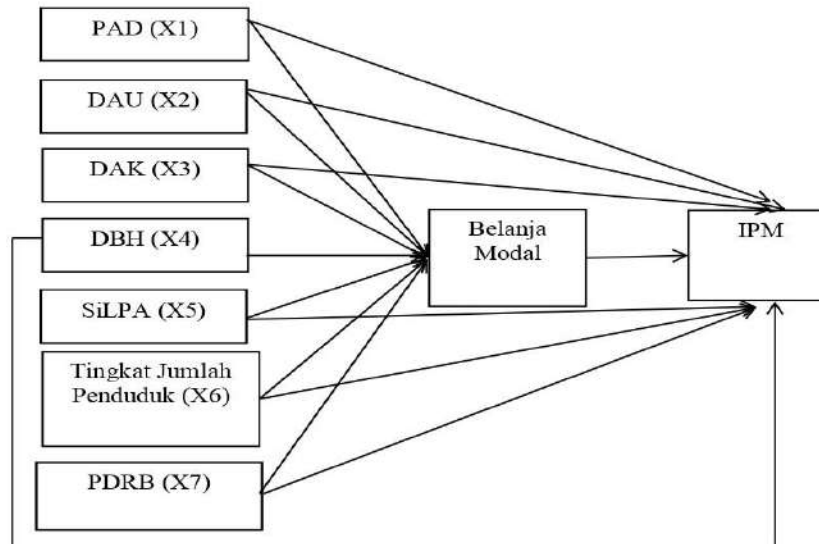 PAD (X1)
DAU (X2)
DAK (X3)
DBH (X4)
SiLPA (X5)
Tingkat Jumlah
Penduduk (X6)
PDRB (X7)
Belanja
Modal
IPM